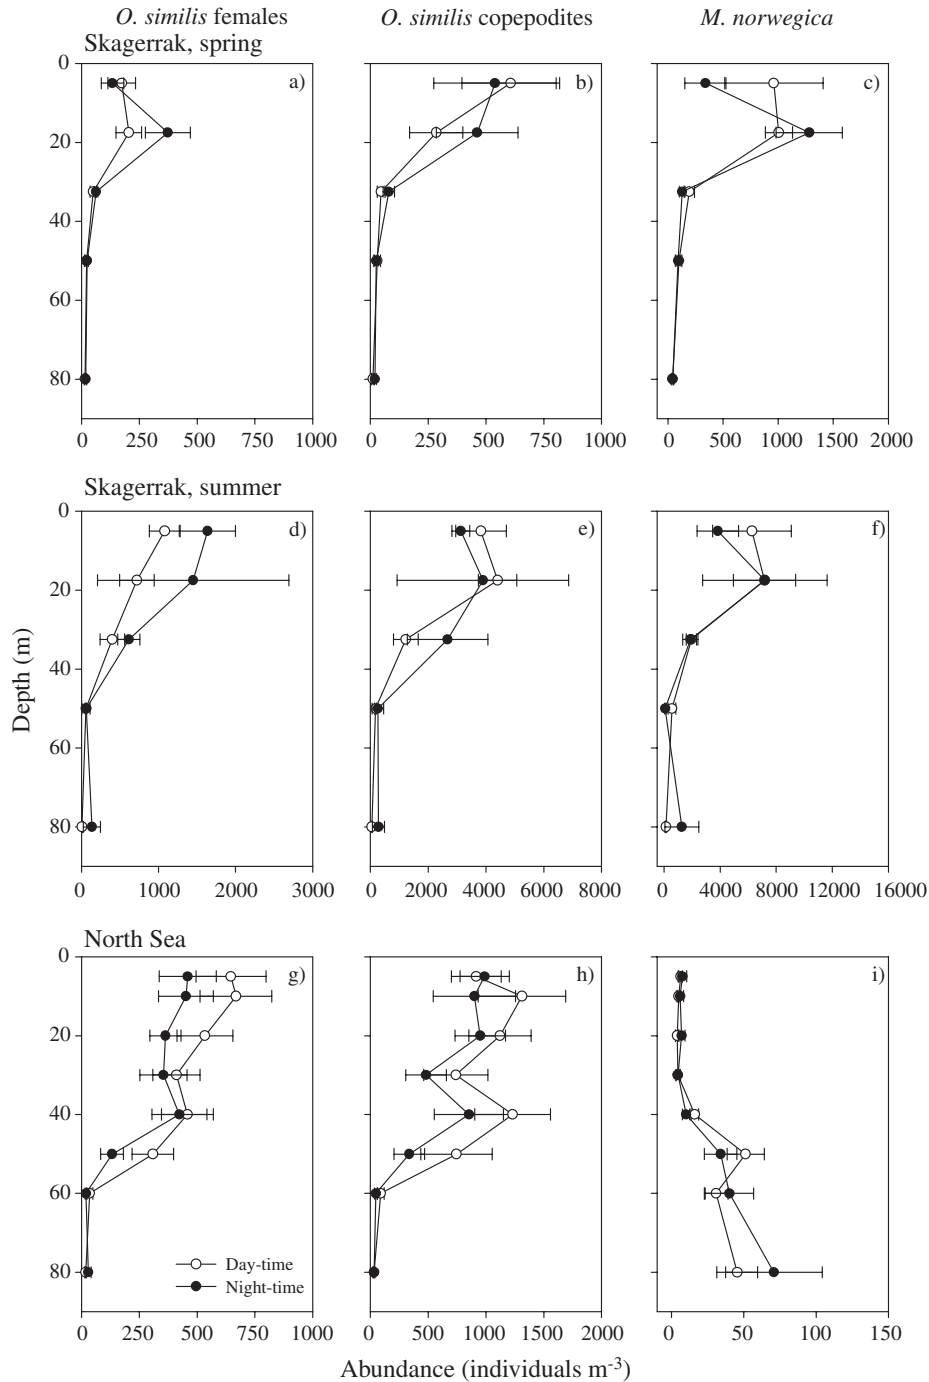 O. similis females O. similis copepodites M. norwegica
Skagerrak, spring
0
20
40
60
80
a) b) c)
0 250 500 750 1000 0 250 500 750 1000 0 500 1000 1500 2000
Skagerrak, summer
0
20
40
60
80
d) e) f)
0 1000 2000 3000 0 2000 4000 6000 8000 0 4000 8000 12000 16000
Depth (m)
North Sea
0
20
40
60
80
g) h) i)
Day-time
Night-time
0 250 500 750 1000 0 500 1000 1500 2000 0 50 100 150
Abundance (individuals m-3)